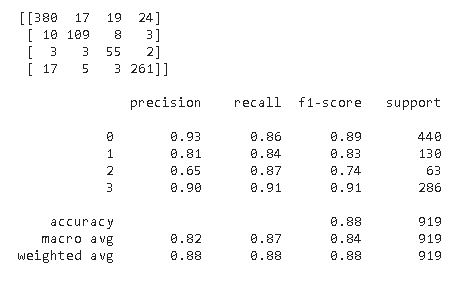 [[380 17 19 24]
[ 10 109 8 3]
[ 3 3 55 2]
[ 17 5 3 261]]
precision recall f1-score support
0 0.93 0.86 0.89 440
1 0.81 0.84 0.83 130
2 0.65 0.87 0.74 63
3 0.90 0.91 0.91 286
accuracy 0.88 919
macro avg 0.82 0.87 0.84 919
weighted avg 0.88 0.88 0.88 919